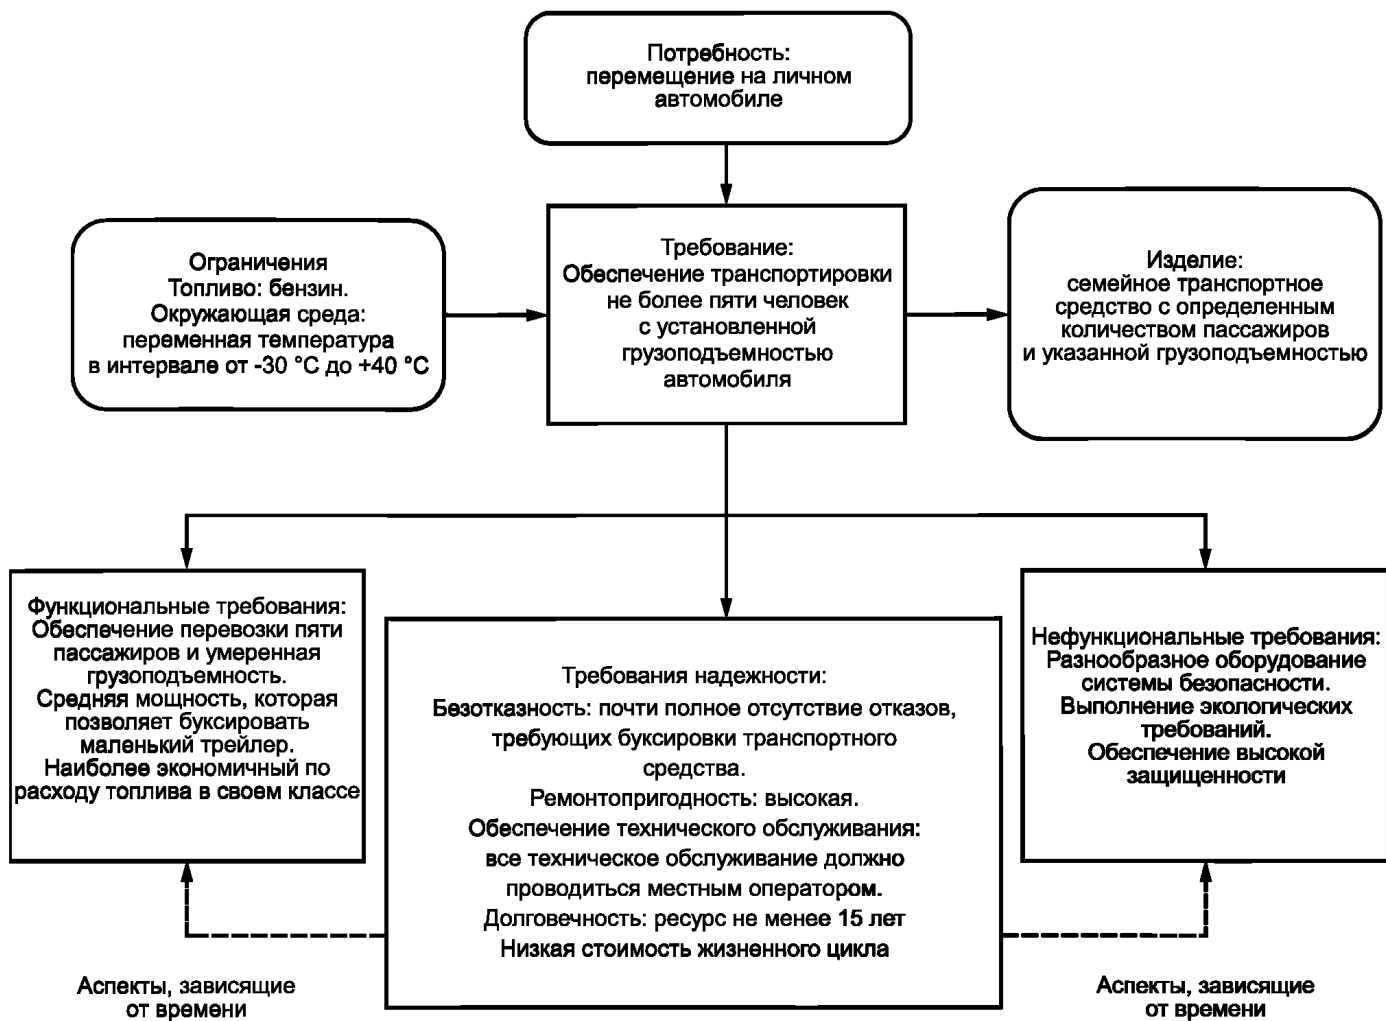 Потребность:
перемещение на личном
автомобиле
Ограничения
Топливо: бензин.
Окружающая среда:
переменная температура
в интервале от -30 °C до +40 °C
Требование:
Обеспечение транспортировки
не более пяти человек
с установленной
грузоподъемностью
автомобиля
Изделие:
семейное транспортное
средство с определенным
количеством пассажиров
и указанной грузоподъемностью
Функциональные требования:
Обеспечение перевозки пяти
пассажиров и умеренная
грузоподъемность.
Средняя мощность, которая
позволяет буксировать
маленький трейлер.
Наиболее экономичный по
расходу топлива в своем классе
Требования надежности:
Безотказность: почти полное отсутствие отказов,
требующих буксировки транспортного
средства.
Ремонтопригодность: высокая.
Обеспечение технического обслуживания:
все техническое обслуживание должно
проводиться местным оператором.
Долговечность: ресурс не менее 15 лет
Низкая стоимость жизненного цикла
Нефункциональные требования:
Разнообразное оборудование
системы безопасности.
Выполнение экологических
требований.
Обеспечение высокой
защищенности
Аспекты, зависящие
от времени
Аспекты, зависящие
от времени